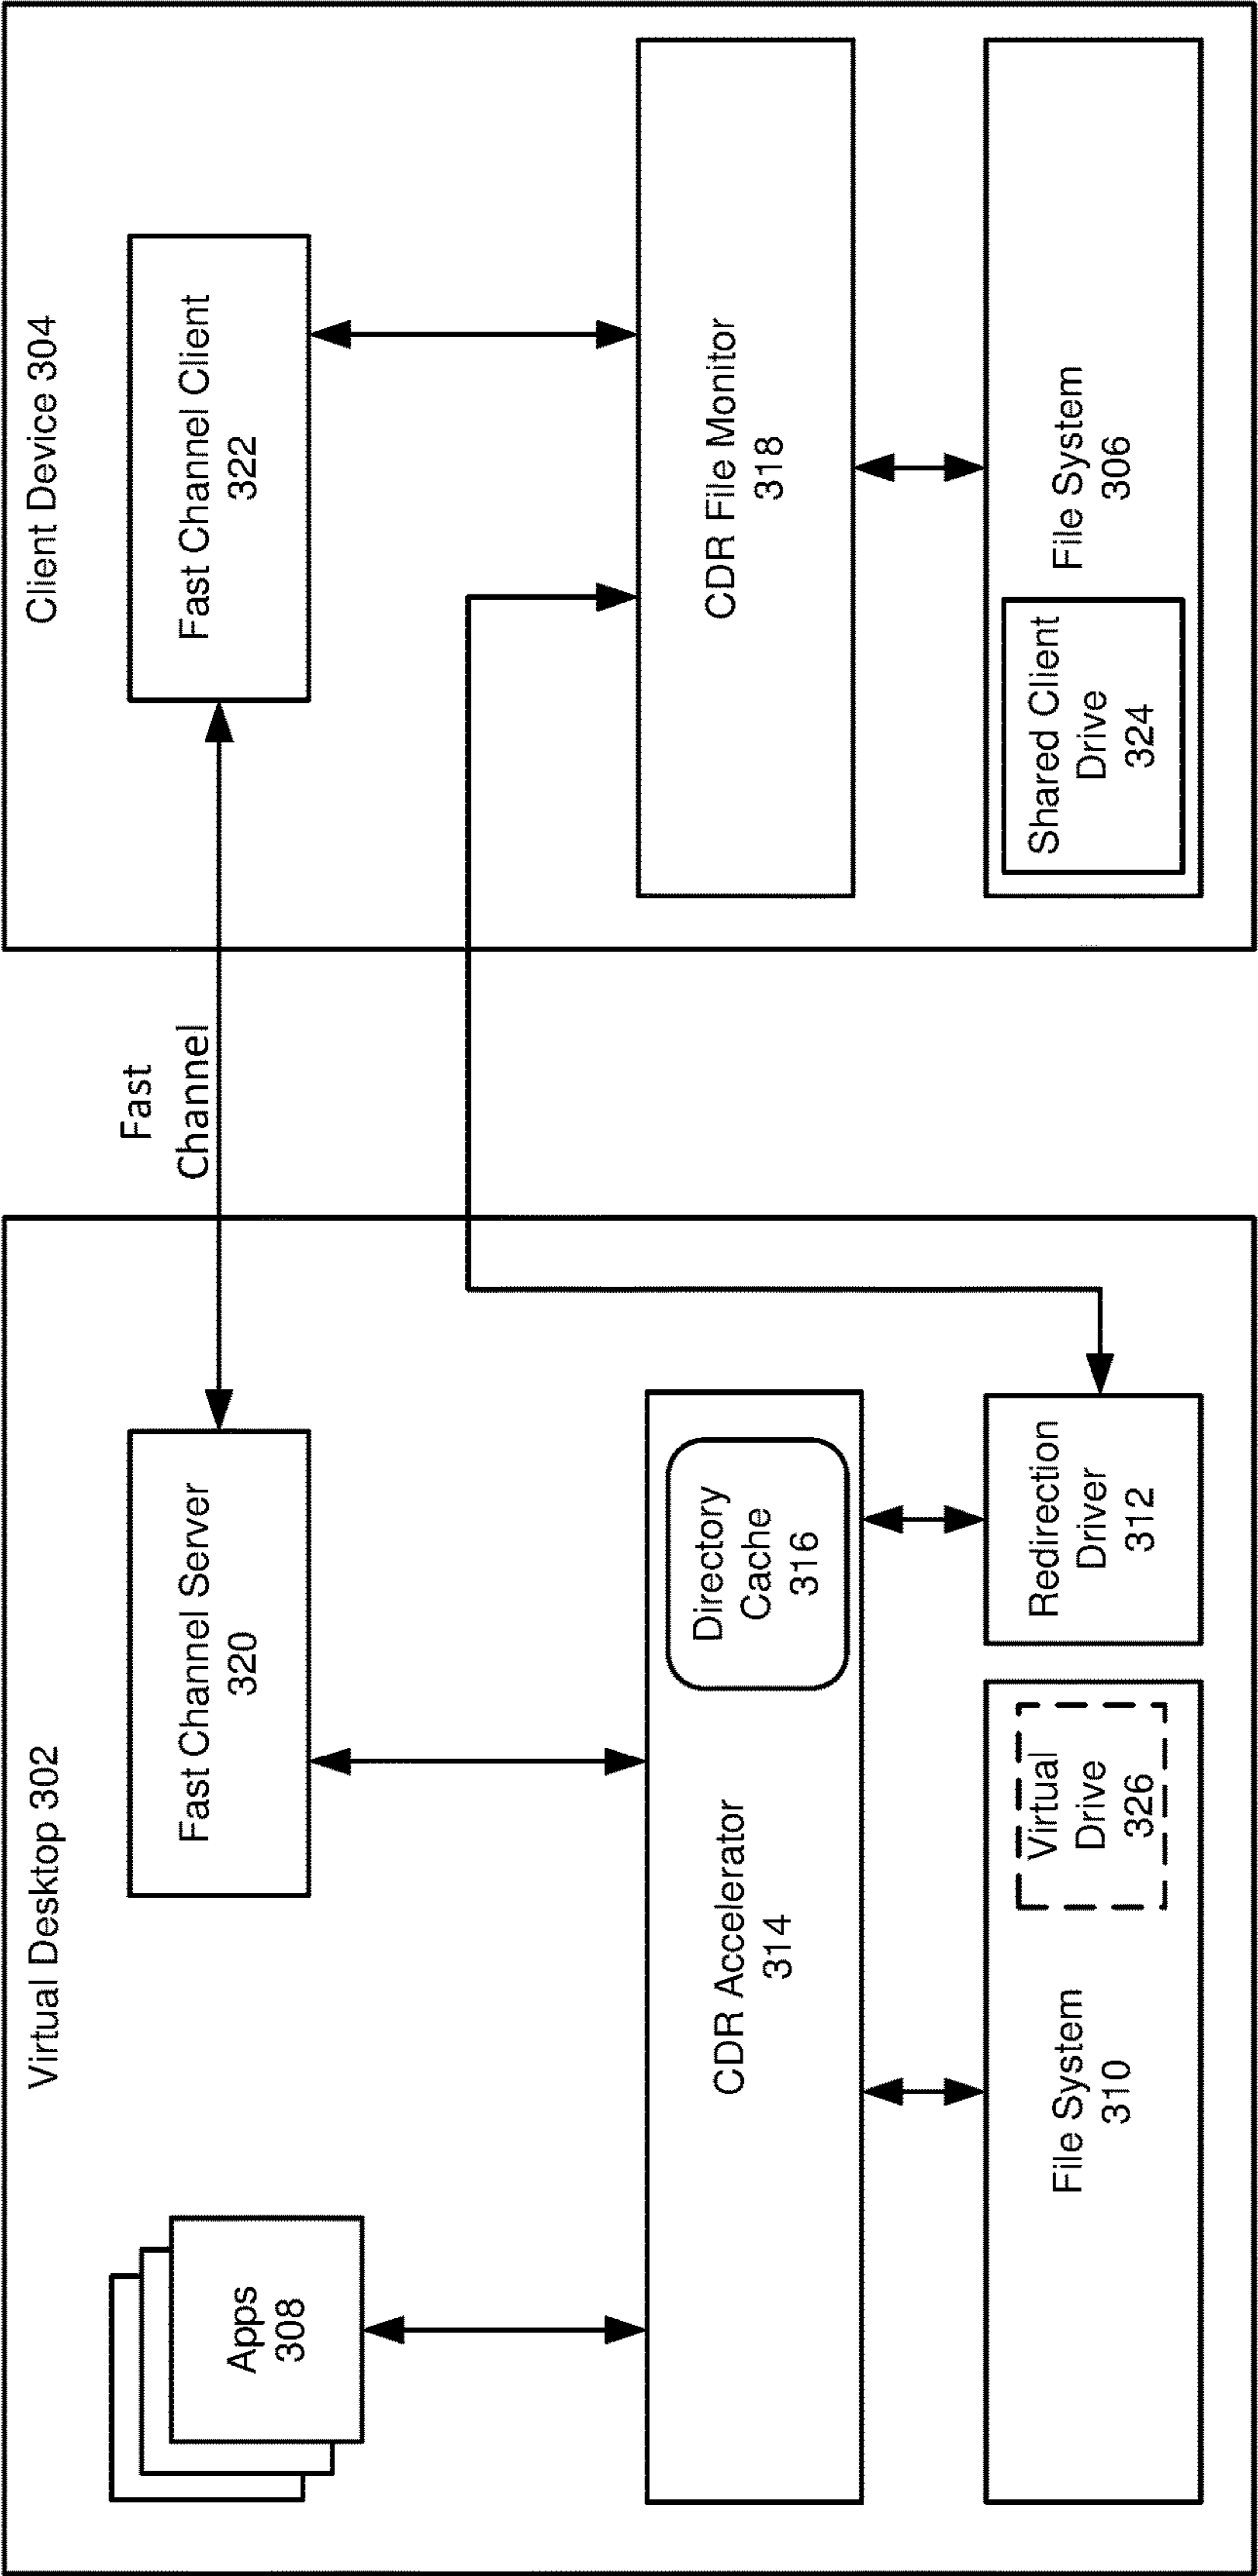 Virtual Desktop 302
Apps
308
Fast Channel Server
320
CDR Accelerator
314
Directory
Cache
316
File System
310
Virtual
Drive
326
Redirection
Driver
312
Fast
Channel
Client Device 304
Fast Channel Client
322
CDR File Monitor
318
Shared Client
Drive
324
File System
306